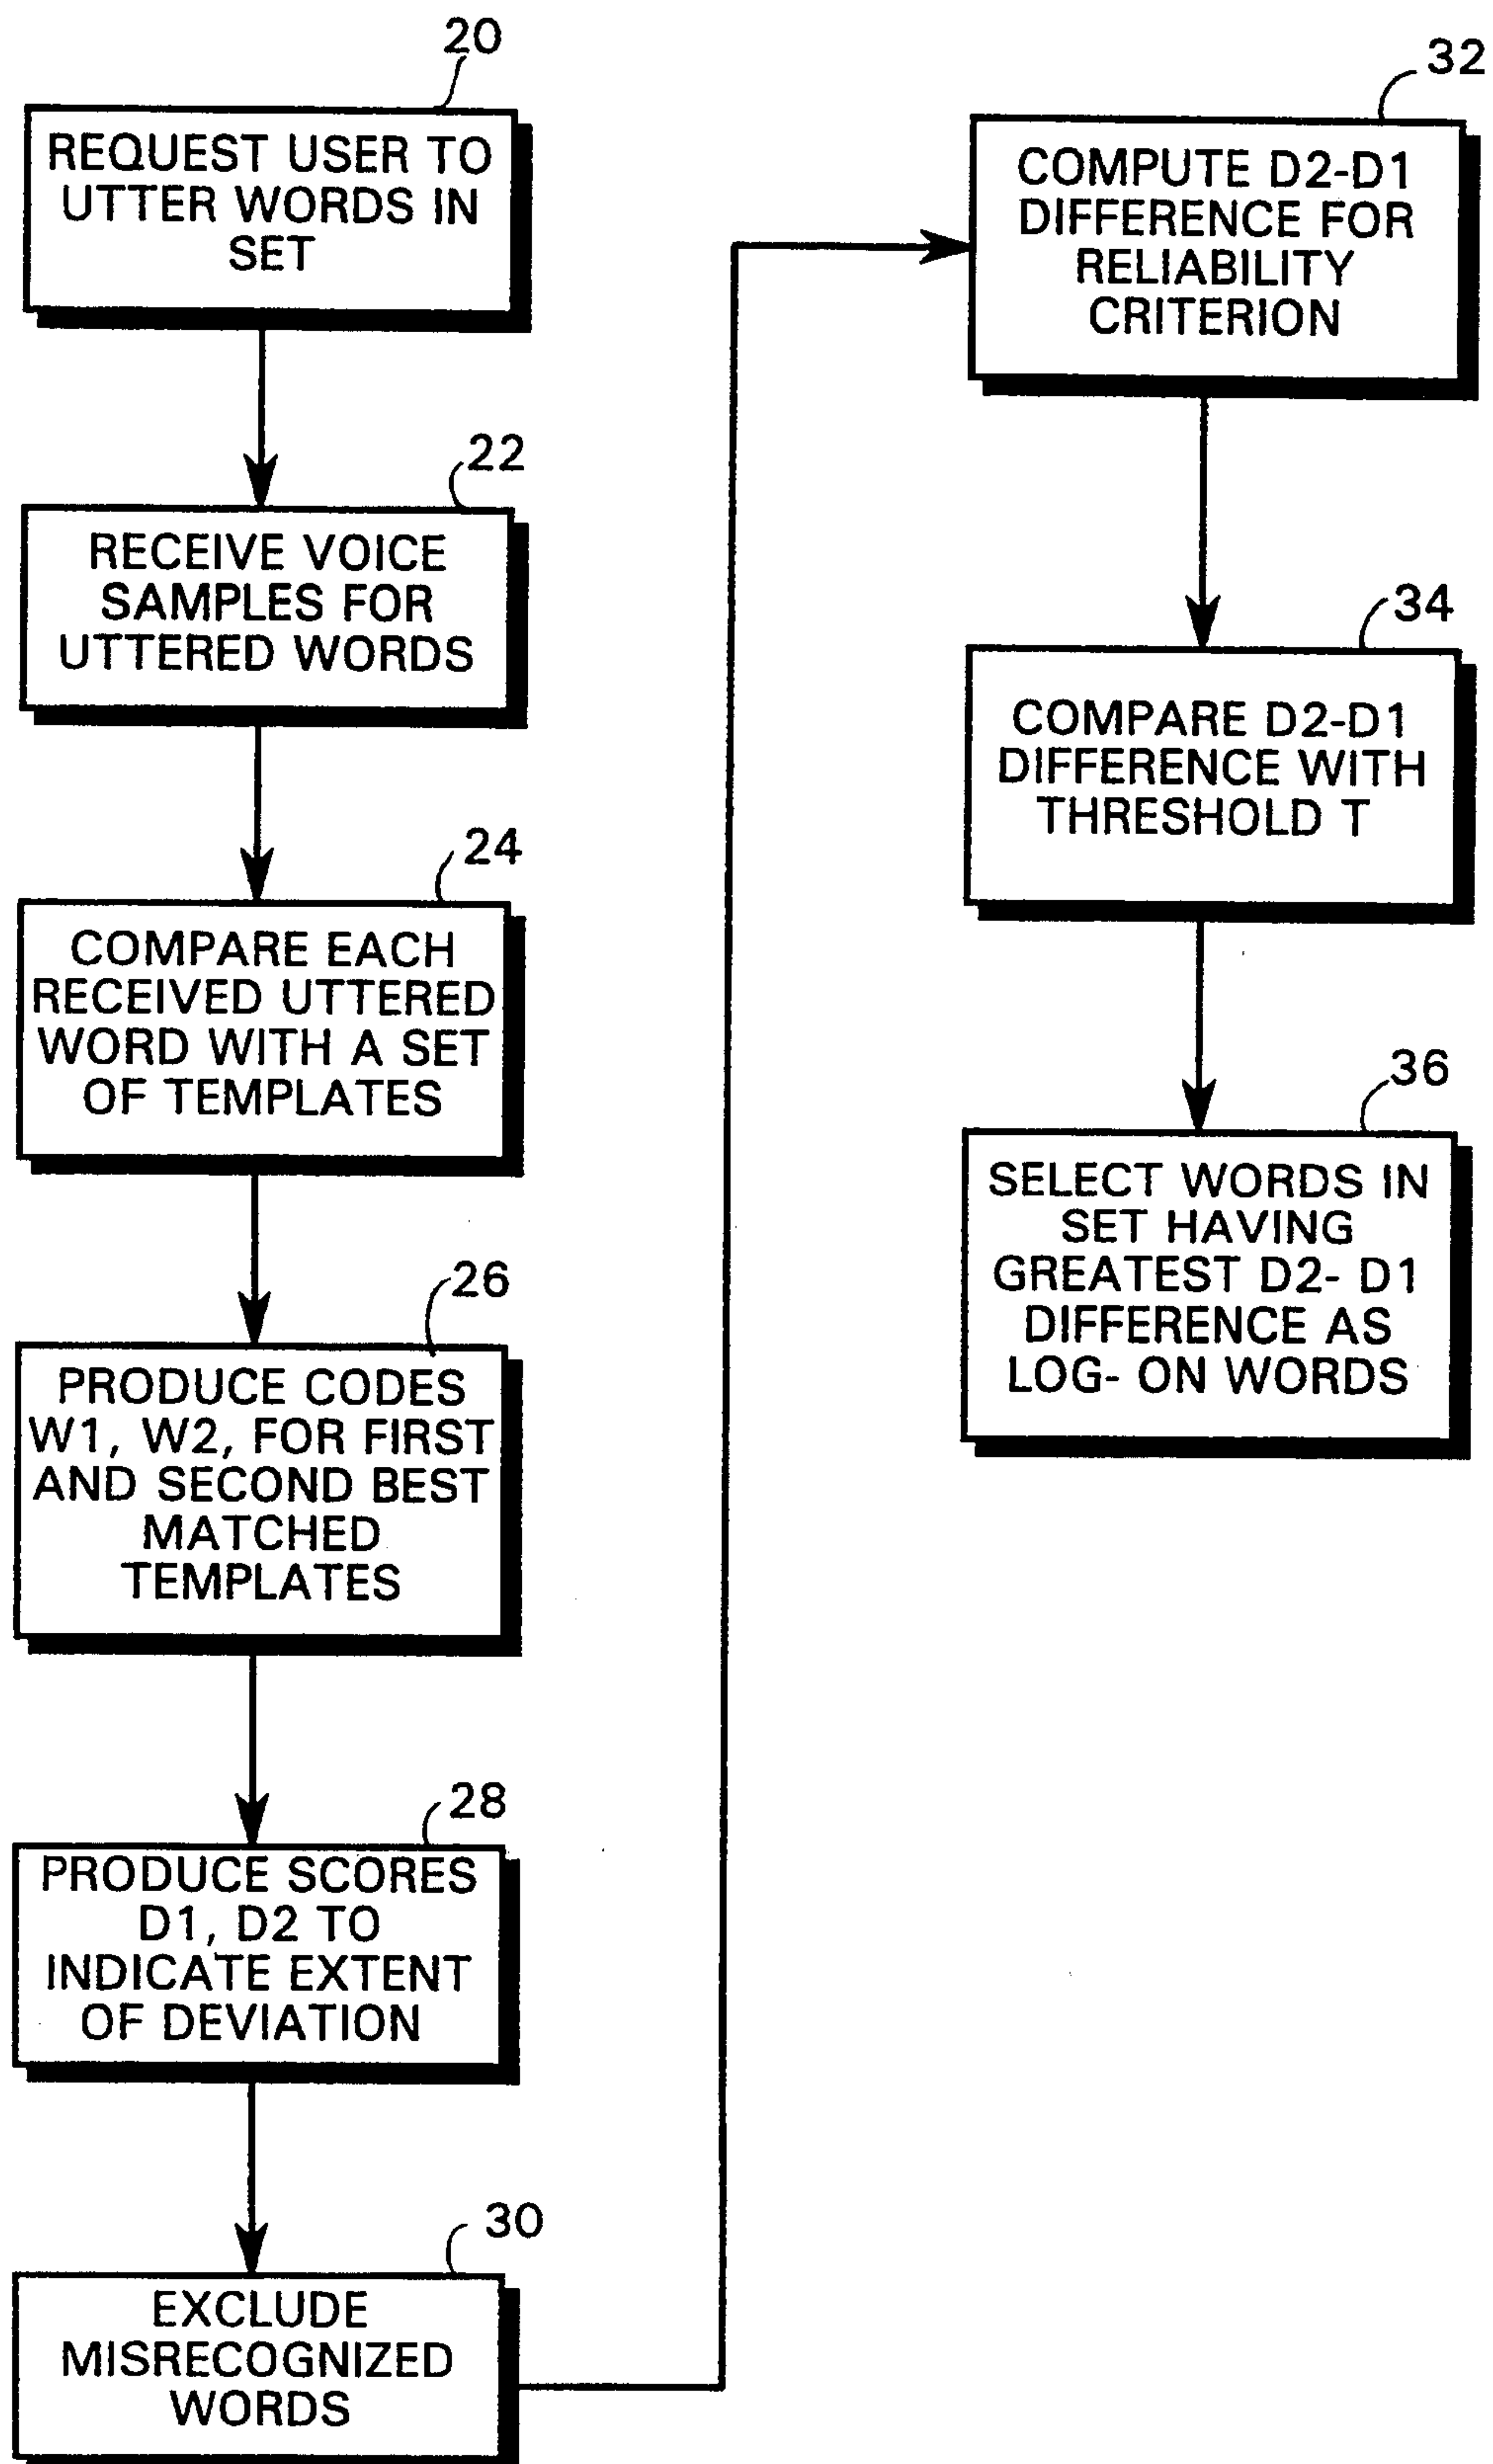 20
REQUEST USER TO
UTTER WORDS IN
SET
22
RECEIVE VOICE
SAMPLES FOR
UTTERED WORDS
24
COMPARE EACH
RECEIVED UTTERED
WORD WITH A SET
OF TEMPLATES
26
PRODUCE CODES
W1, W2, FOR FIRST
AND SECOND BEST
MATCHED
TEMPLATES
28
PRODUCE SCORES
D1, D2 TO
INDICATE EXTENT
OF DEVIATION
30
EXCLUDE
MISRECOGNIZED
WORDS
32
COMPUTE D2-D1
DIFFERENCE FOR
RELIABILITY
CRITERION
34
COMPARE D2-D1
DIFFERENCE WITH
THRESHOLD T
36
SELECT WORDS IN
SET HAVING
GREATEST D2- D1
DIFFERENCE AS
LOG- ON WORDS